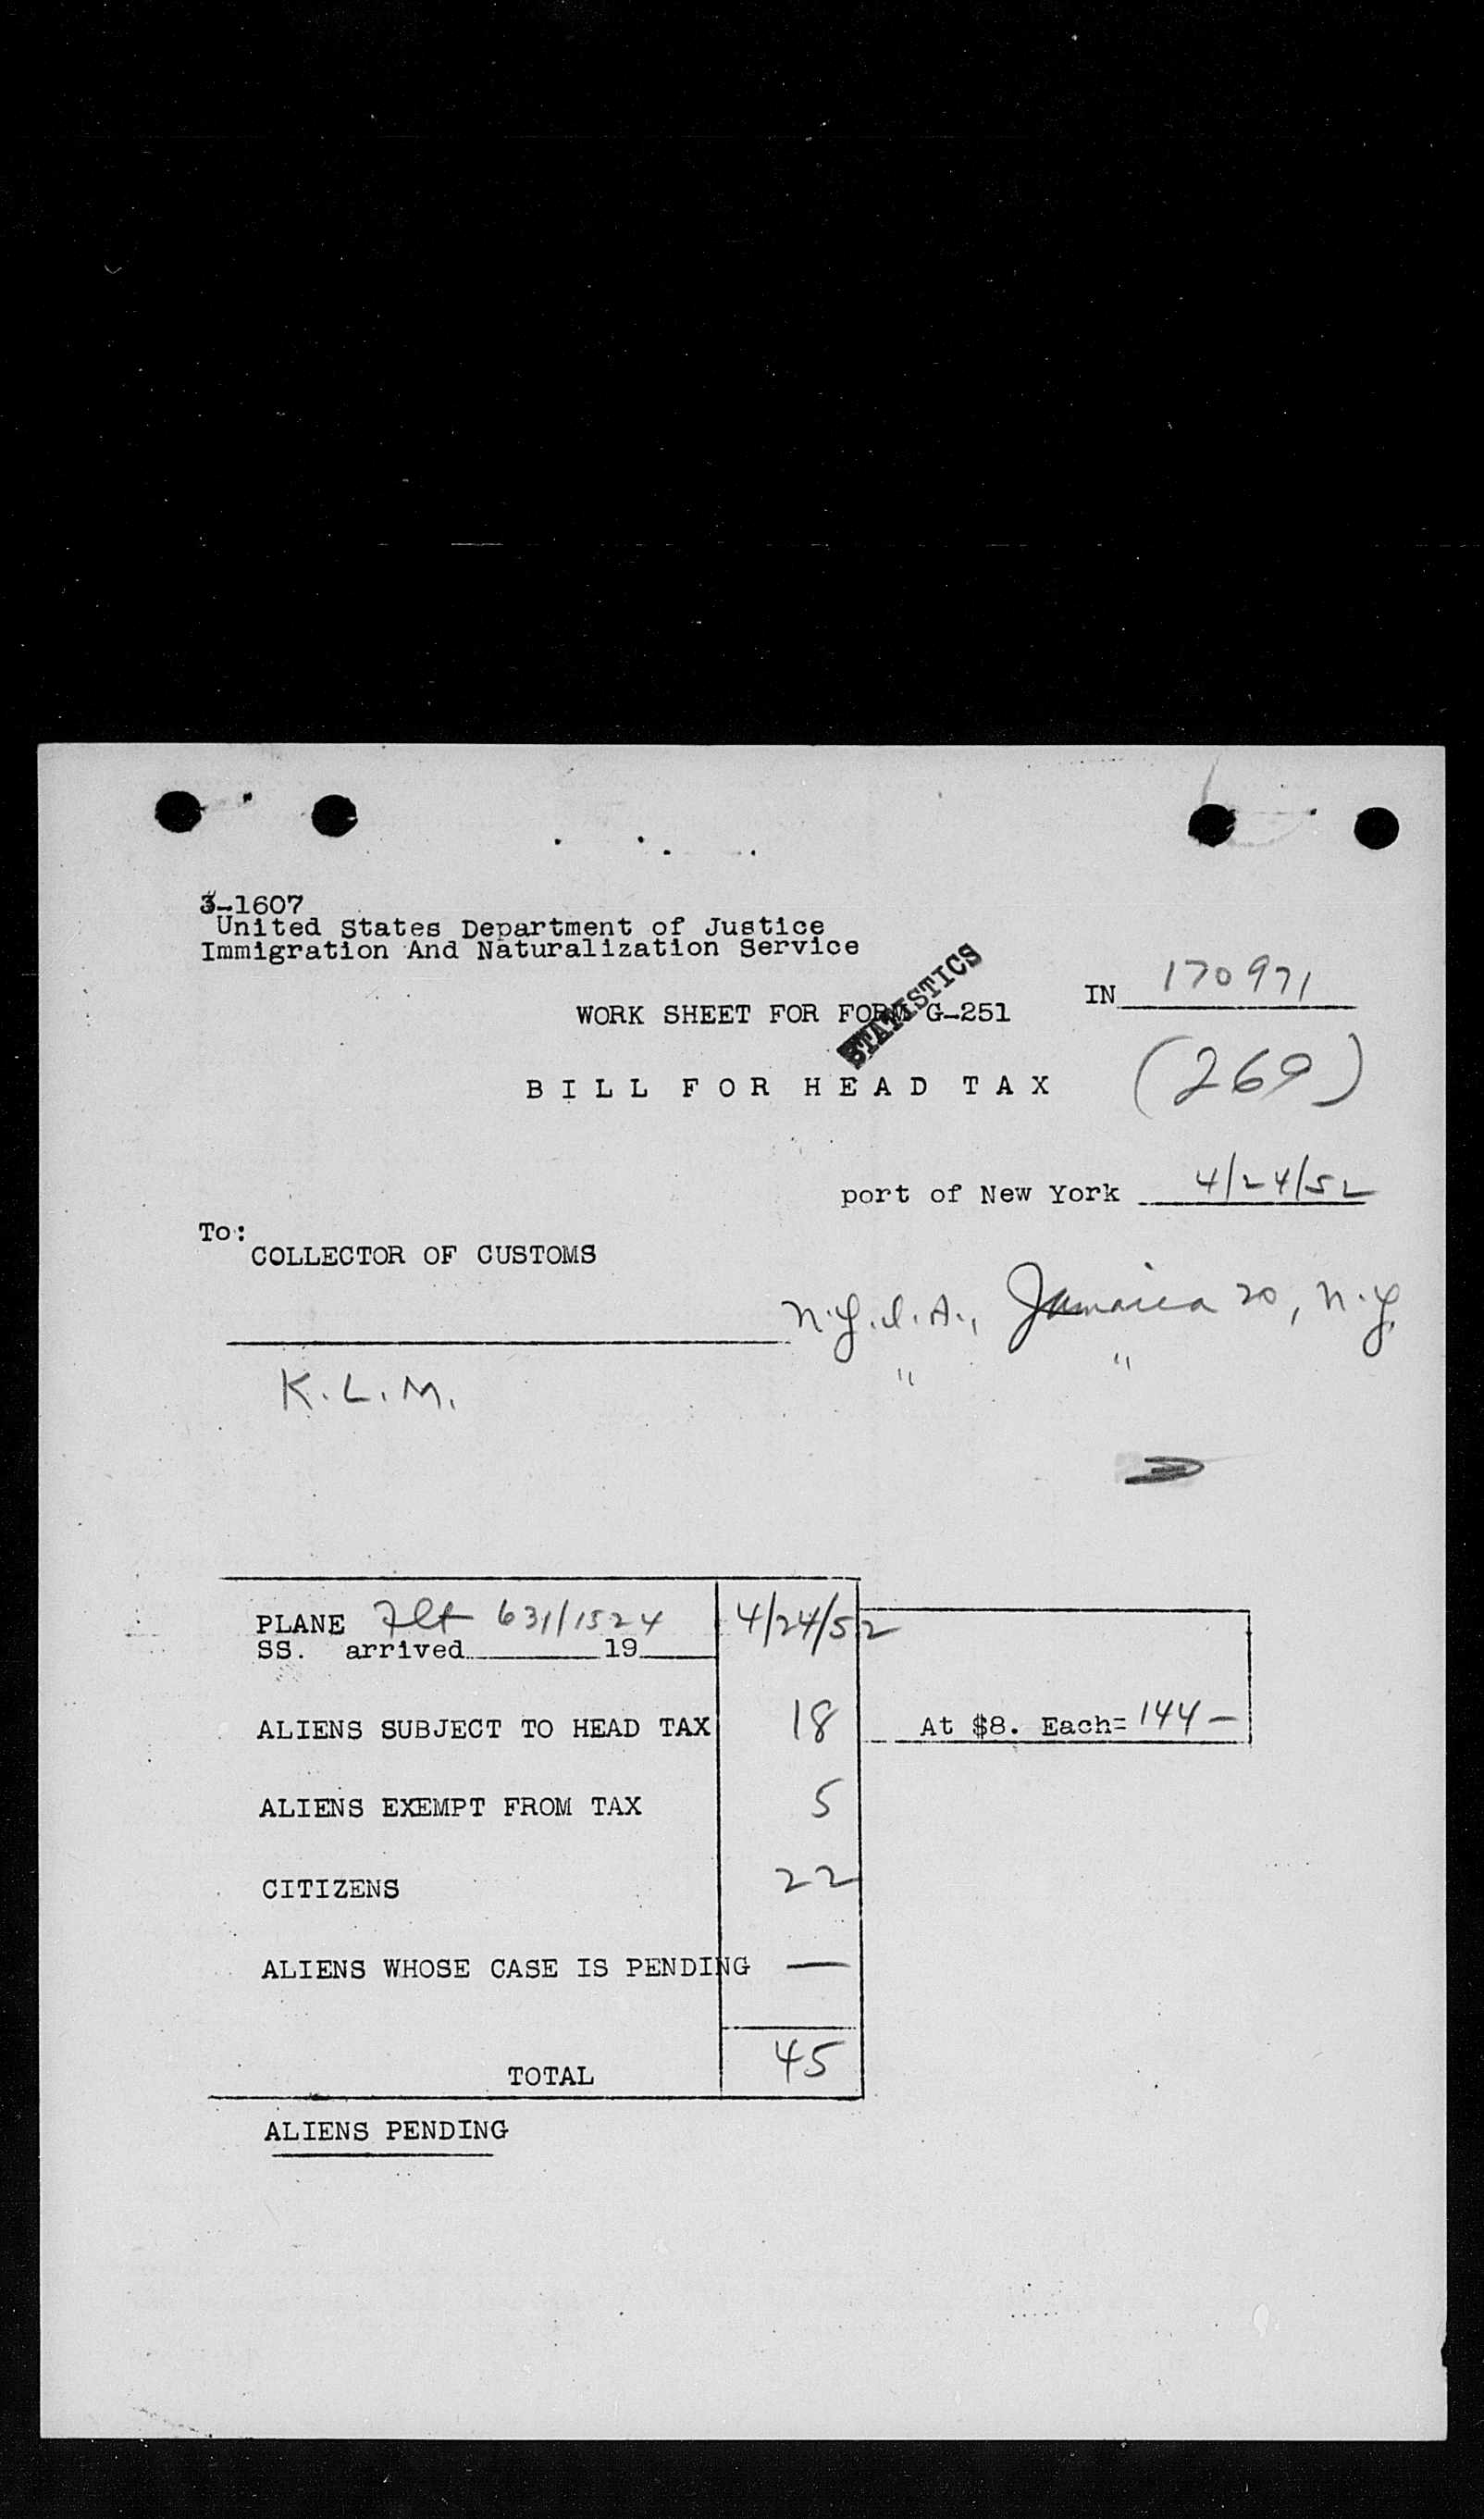 3-1607
United States Department of Justice
Immigration And Naturalization Service
STATISTICS
IN 170971
WORK SHEET FOR FORM G-251
(269)
BILL FOR HEAD TAX
port of New York 4/24/52
To:
COLLECTOR OF CUSTOMS
N.Y.I.A., Jamaica 20, N.Y.
" "
K.L.M.
PLANE Flt 631/1524 4/24/52
SS. arrived 19
ALIENS SUBJECT TO HEAD TAX 18 At $8. Each= 144 —
ALIENS EXEMPT FROM TAX 5
CITIZENS 22
ALIENS WHOSE CASE IS PENDING —
TOTAL 45
ALIENS PENDING